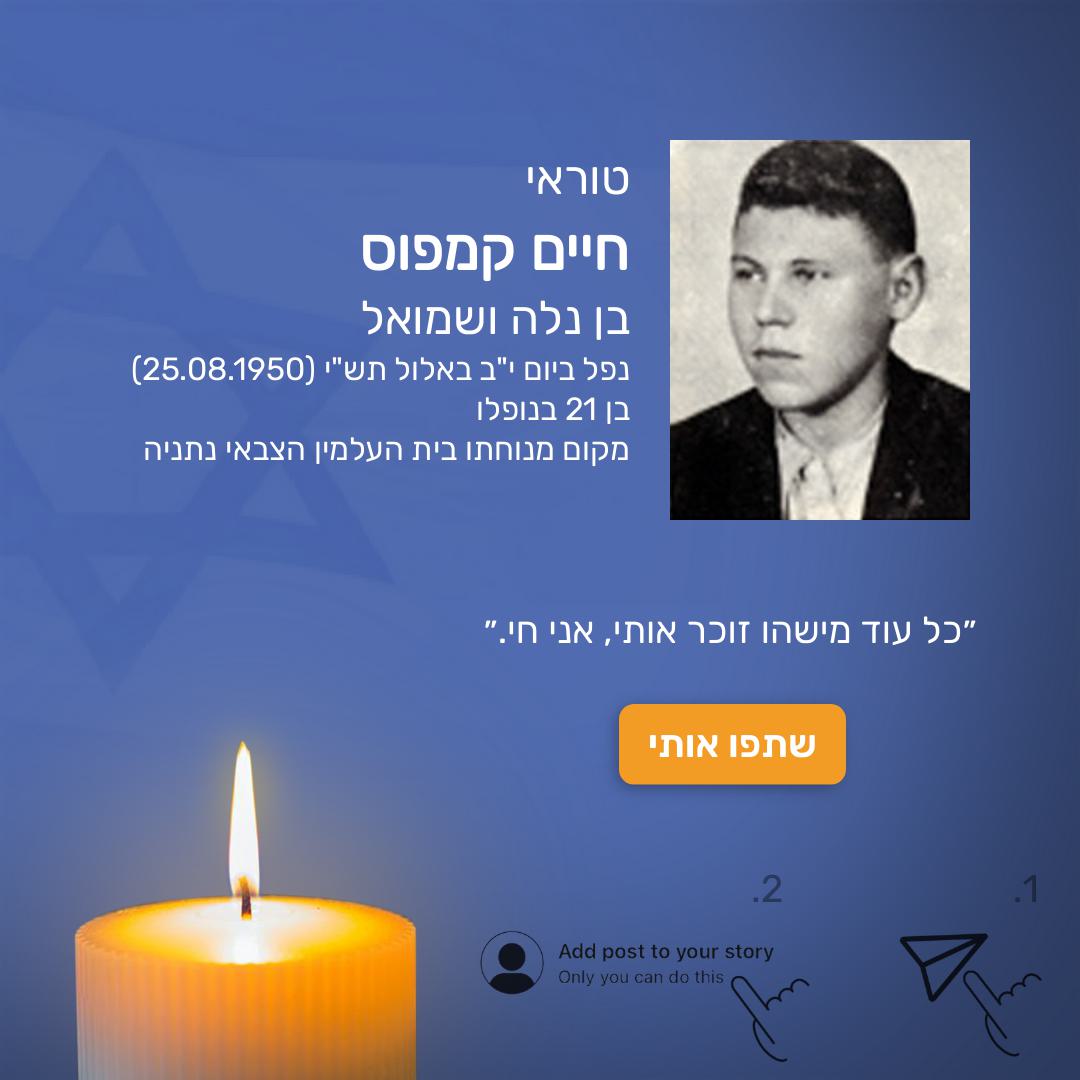 טוראי
חיים קמפוס
בן נלה ושמואל
נפל ביום י"ב באלול תש"י (25.08.1950)
בן 21 בנופלו
מקום מנוחתו בית העלמין הצבאי נתניה
״כל עוד מישהו זוכר אותי, אני חי.״
שתפו אותי
1.
2.
Add post to your story
Only you can do this